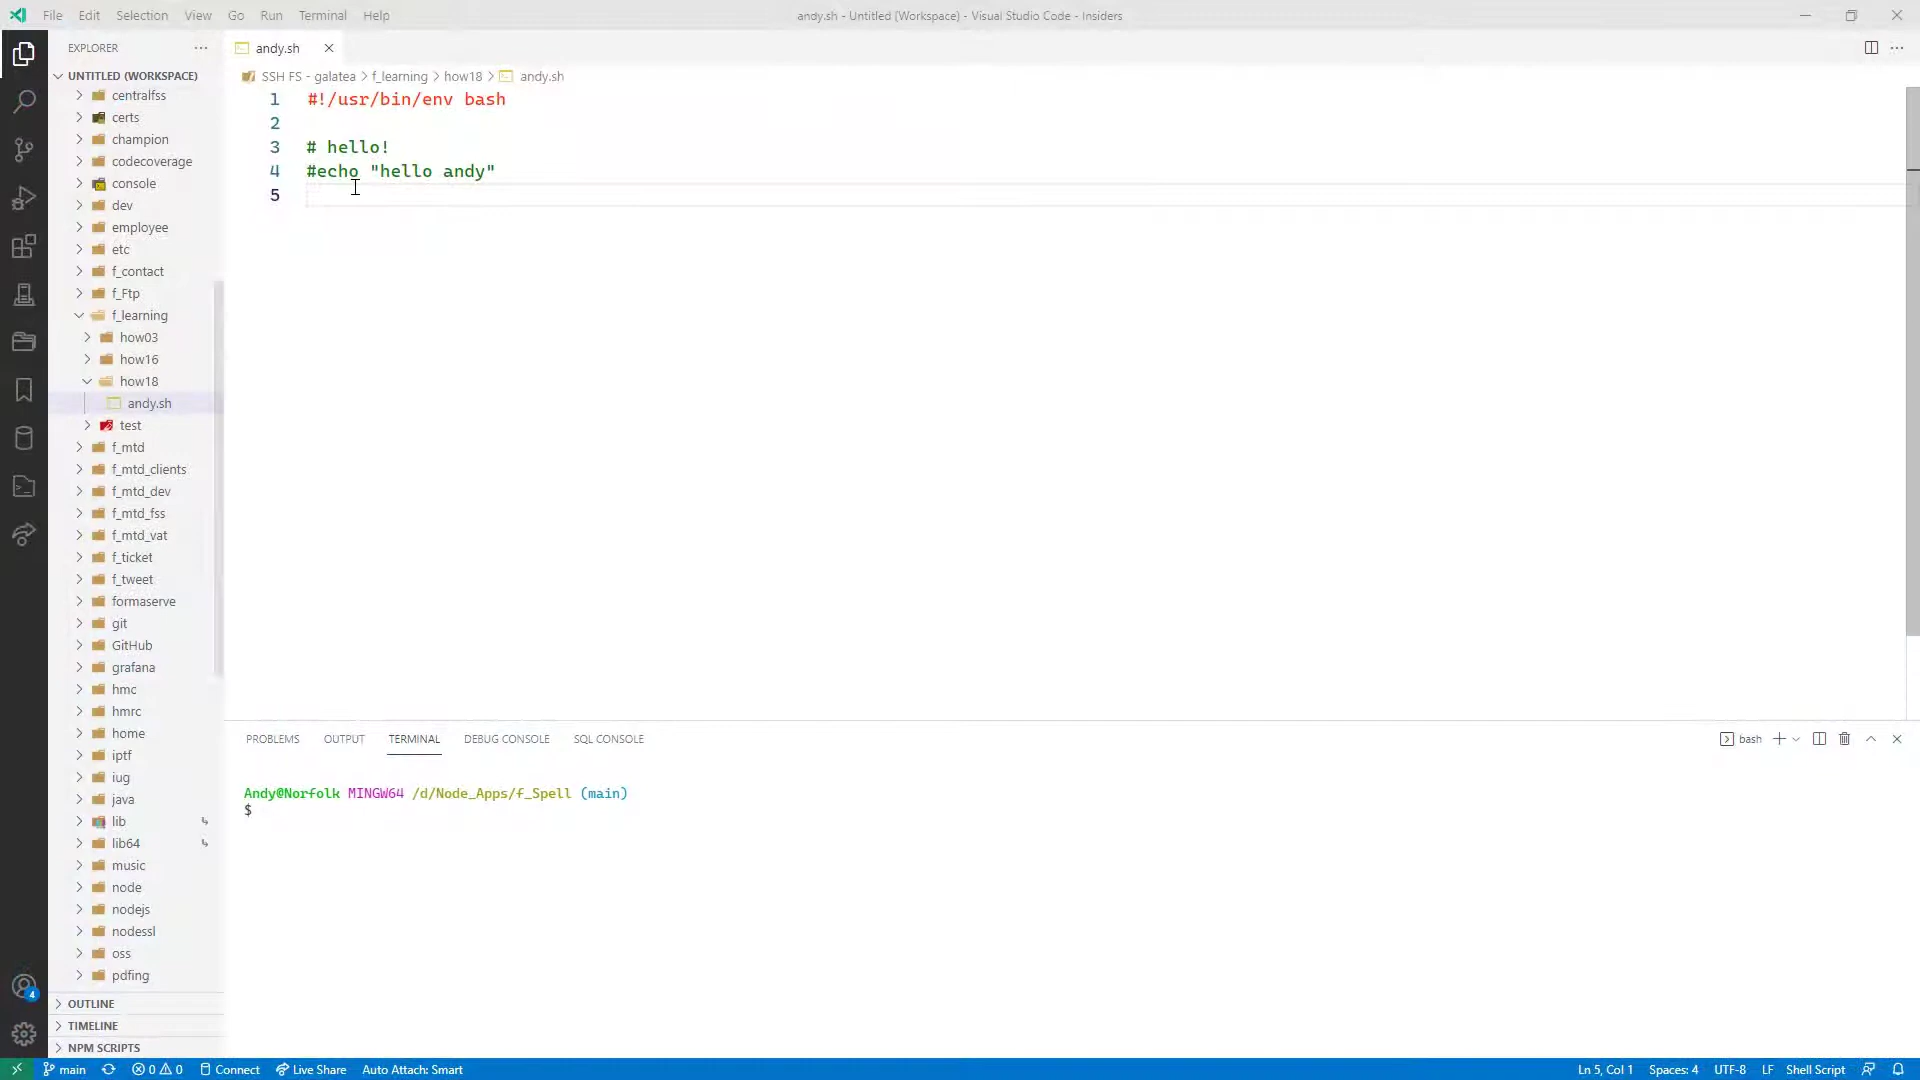 File Edit Selection View Go Run Terminal Help
andy.sh - Untitled (Workspace) - Visual Studio Code - Insiders
EXPLORER
andy.sh
UNTITLED (WORKSPACE)
SSH FS - galatea > f_learning > how18 > andy.sh
centralfss
certs
champion
codecoverage
console
dev
employee
etc
f_contact
f_Ftp
f_learning
how03
how16
how18
andy.sh
test
f_mtd
f_mtd_clients
f_mtd_dev
f_mtd_fss
f_mtd_vat
f_ticket
f_tweet
formaserve
git
GitHub
grafana
hmc
hmrc
home
iptf
iug
java
lib
lib64
music
node
nodejs
nodessl
oss
pdfing
OUTLINE
TIMELINE
NPM SCRIPTS
1 #!/usr/bin/env bash
2
3 # hello!
4 #echo "hello andy"
5
PROBLEMS OUTPUT TERMINAL DEBUG CONSOLE SQL CONSOLE
bash
Andy@Norfolk MINGW64 /d/Node_Apps/f_Spell (main)
$
4
main 0 0 Connect Live Share Auto Attach: Smart
Ln 5, Col 1 Spaces: 4 UTF-8 LF Shell Script